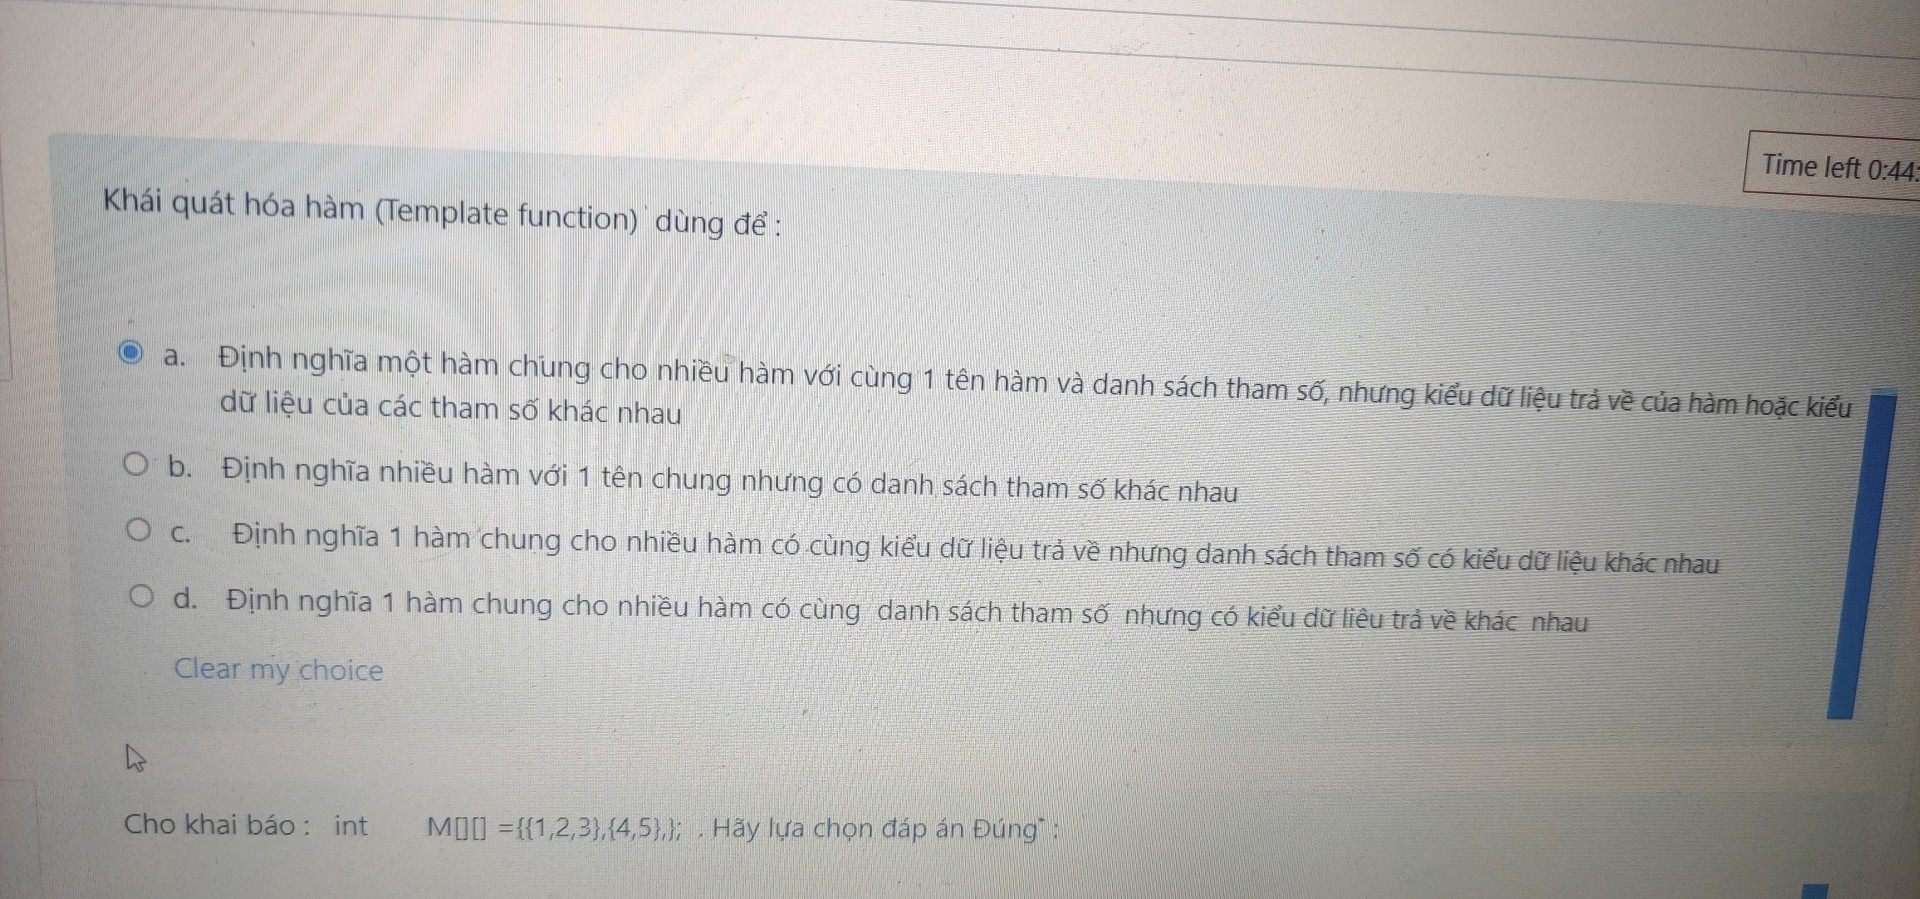 Time left 0:44:
Khái quát hóa hàm (Template function) dùng để :
a. Định nghĩa một hàm chung cho nhiều hàm với cùng 1 tên hàm và danh sách tham số, nhưng kiểu dữ liệu trả về của hàm hoặc kiểu
dữ liệu của các tham số khác nhau
b. Định nghĩa nhiều hàm với 1 tên chung nhưng có danh sách tham số khác nhau
c. Định nghĩa 1 hàm chung cho nhiều hàm có cùng kiểu dữ liệu trả về nhưng danh sách tham số có kiểu dữ liệu khác nhau
d. Định nghĩa 1 hàm chung cho nhiều hàm có cùng danh sách tham số nhưng có kiểu dữ liêu trả về khác nhau
Clear my choice
Cho khai báo : int M[][] ={{1,2,3},{4,5},}; . Hãy lựa chọn đáp án Đúng" :